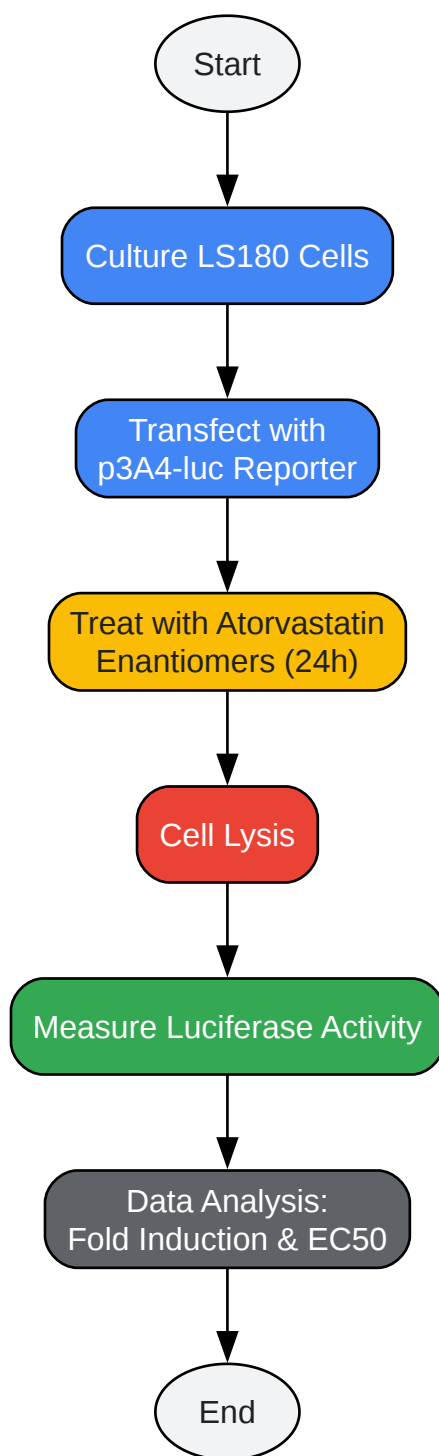 Start
Culture LS180 Cells
Transfect with
p3A4-luc Reporter
Treat with Atorvastatin
Enantiomers (24h)
Cell Lysis
Measure Luciferase Activity
Data Analysis:
Fold Induction & EC50
End